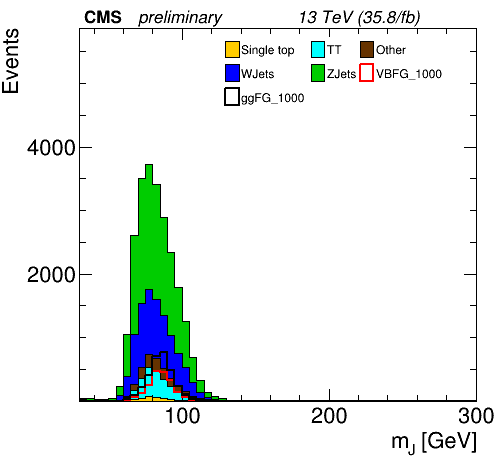 CMS preliminary 13 TeV (35.8/fb)
Events
Single top TT Other
WJets ZJets VBFG_1000
ggFG_1000
4000
2000
100 200 300
m_J [GeV]